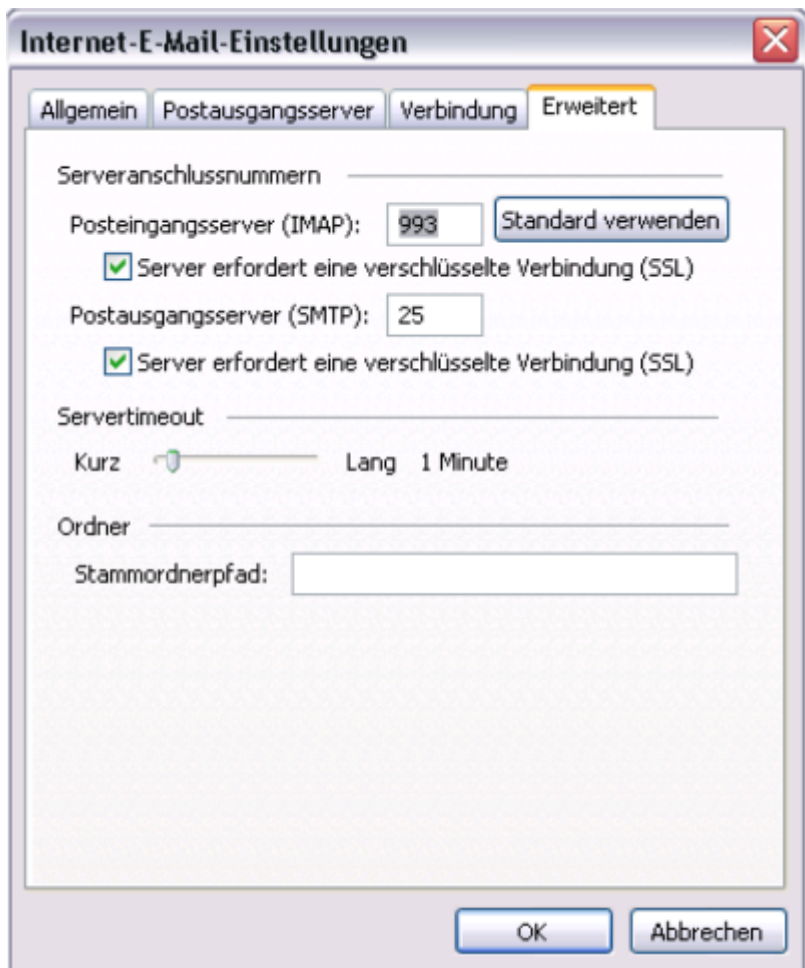 Internet-E-Mail-Einstellungen
Allgemein Postausgangsserver Verbindung Erweitert
Serveranschlussnummern
Posteingangsserver (IMAP): 993 Standard verwenden
Server erfordert eine verschlüsselte Verbindung (SSL)
Postausgangsserver (SMTP): 25
Server erfordert eine verschlüsselte Verbindung (SSL)
Servertimeout
Kurz Lang 1 Minute
Ordner
Stammordnerpfad:
OK Abbrechen